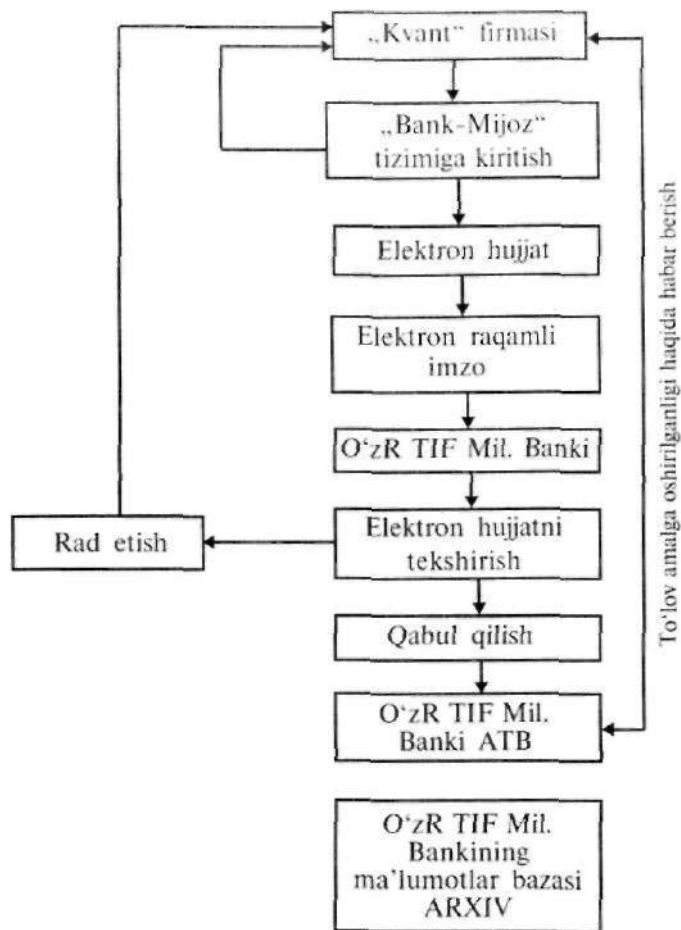 „Kvant“ firmasi
„Bank-Mijoz“
tizimiga kiritish
Elektron hujjat
Elektron raqamli
imzo
O‘zR TIF Mil. Banki
Rad etish
Elektron hujjatni
tekshirish
Qabul qilish
O‘zR TIF Mil.
Banki ATB
O‘zR TIF Mil.
Bankining
ma’lumotlar bazasi
ARXIV
To‘lov amalga oshirilganligi haqida habar berish